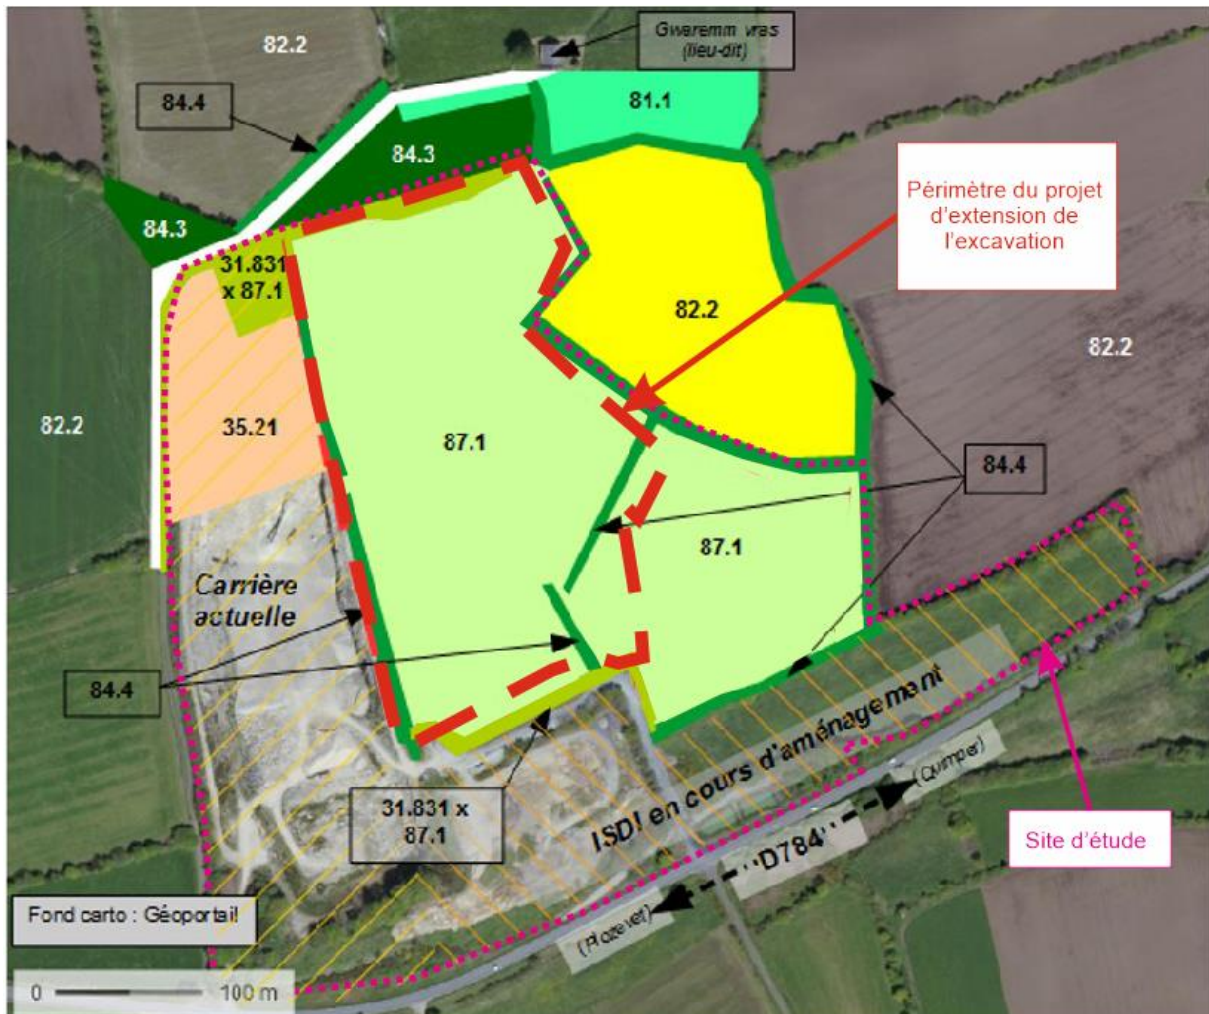 82.2
Gwaremm vras
(lieu-dit)
84.4
81.1
84.3
Périmètre du projet
d'extension de
l'excavation
84.3
31.831
x 87.1
82.2
82.2
82.2
35.21
87.1
84.4
87.1
Carrière
actuelle
84.4
31.831 x
87.1
ISDI en cours d'aménagement
(Quimper)
Site d'étude
"D784"
(Plozevet)
Fond carto : Géoportail
0 100 m